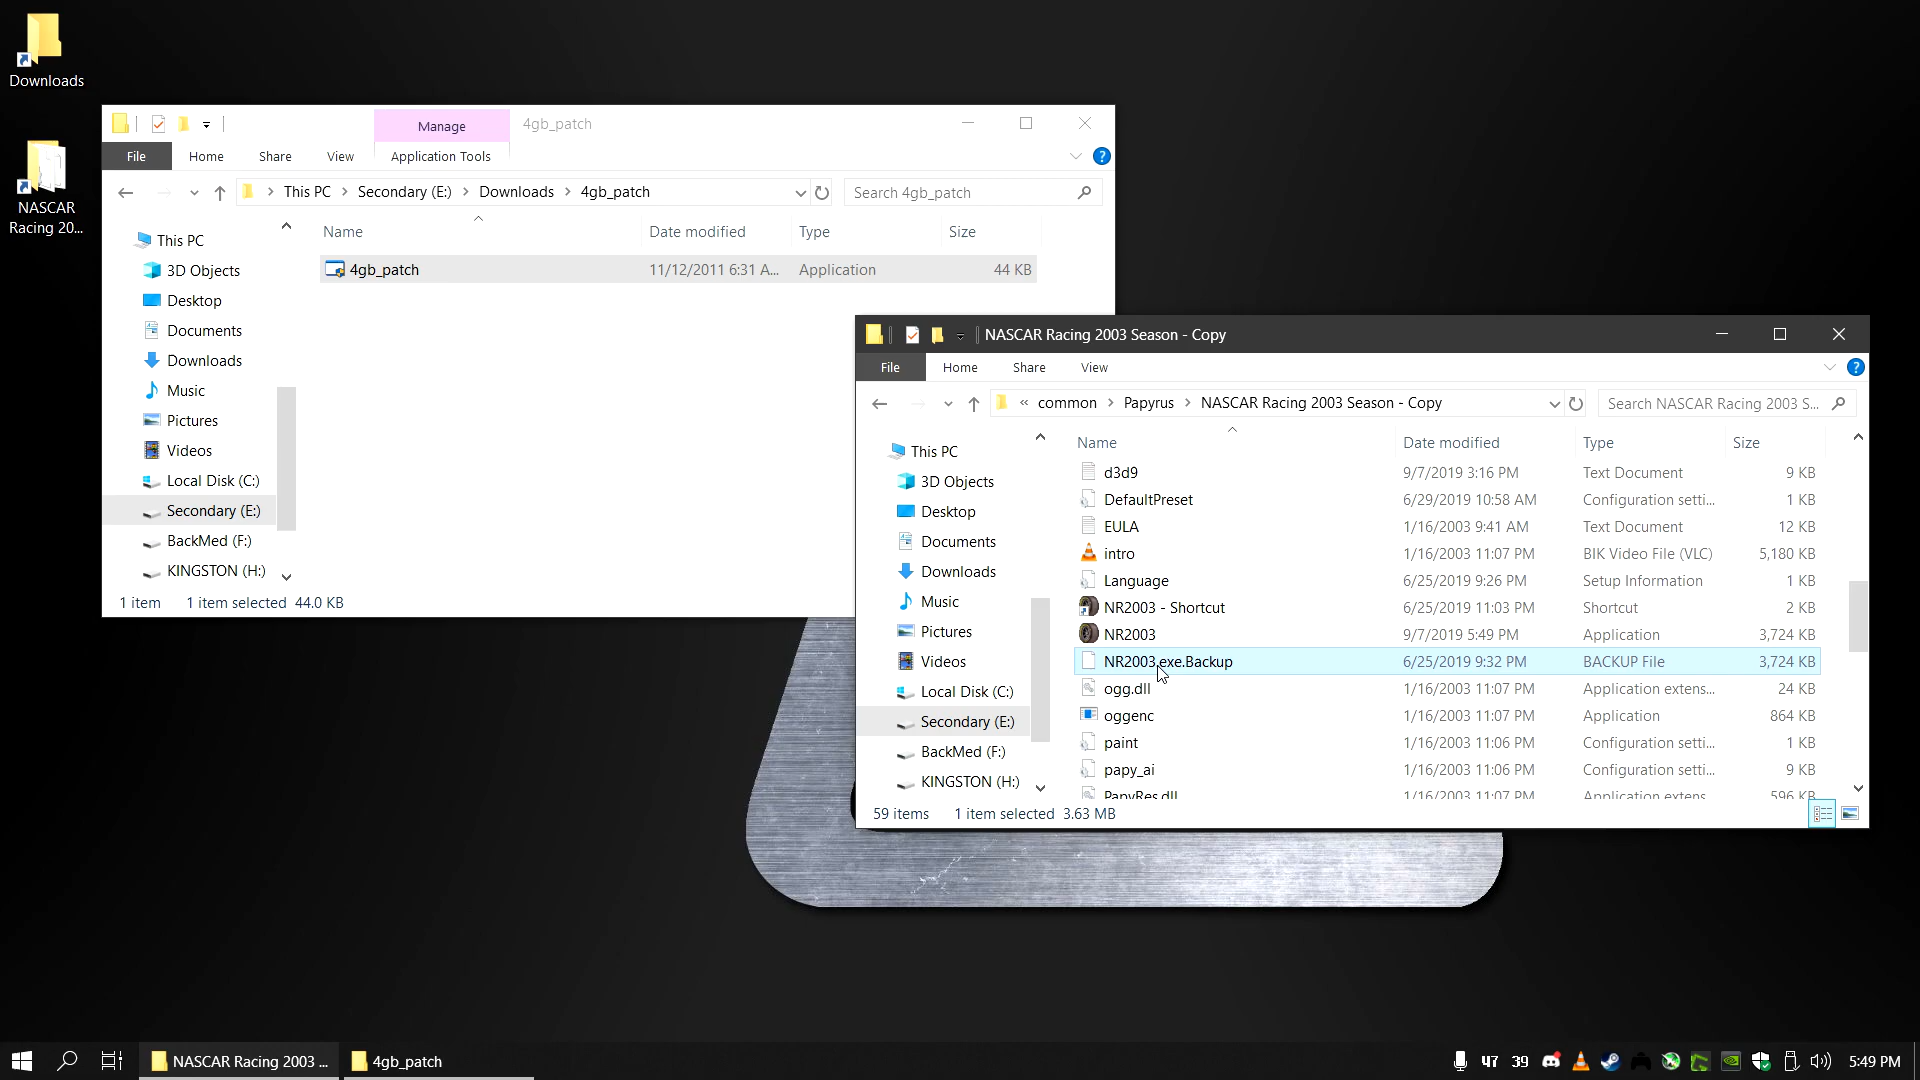 Downloads
NASCAR
Racing 20...
Manage
4gb_patch
File
Home
Share
View
Application Tools
This PC
Secondary (E:)
Downloads
4gb_patch
Search 4gb_patch
Name
Date modified
Type
Size
4gb_patch
11/12/2011 6:31 A...
Application
44 KB
This PC
3D Objects
Desktop
Documents
Downloads
Music
Pictures
Videos
Local Disk (C:)
Secondary (E:)
BackMed (F:)
KINGSTON (H:)
1 item
1 item selected 44.0 KB
NASCAR Racing 2003 Season - Copy
File
Home
Share
View
« common
Papyrus
NASCAR Racing 2003 Season - Copy
Search NASCAR Racing 2003 S...
This PC
3D Objects
Desktop
Documents
Downloads
Music
Pictures
Videos
Local Disk (C:)
Secondary (E:)
BackMed (F:)
KINGSTON (H:)
Name Date modified Type Size
d3d9 9/7/2019 3:16 PM Text Document 9 KB
DefaultPreset 6/29/2019 10:58 AM Configuration setti... 1 KB
EULA 1/16/2003 9:41 AM Text Document 12 KB
intro 1/16/2003 11:07 PM BIK Video File (VLC) 5,180 KB
Language 6/25/2019 9:26 PM Setup Information 1 KB
NR2003 - Shortcut 6/25/2019 11:03 PM Shortcut 2 KB
NR2003 9/7/2019 5:49 PM Application 3,724 KB
NR2003.exe.Backup 6/25/2019 9:32 PM BACKUP File 3,724 KB
ogg.dll 1/16/2003 11:07 PM Application extens... 24 KB
oggenc 1/16/2003 11:07 PM Application 864 KB
paint 1/16/2003 11:06 PM Configuration setti... 1 KB
papy_ai 1/16/2003 11:06 PM Configuration setti... 9 KB
PapyRes.dll 1/16/2003 11:07 PM Application extens... 596 KB
59 items
1 item selected 3.63 MB
NASCAR Racing 2003 ...
4gb_patch
47
39
5:49 PM